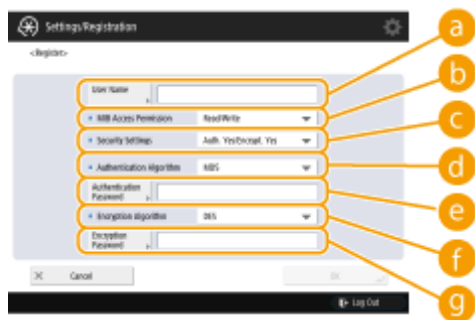 Settings/Registration
<Register>
a
User Name
b
MIB Access Permission Read/Write
c
Security Settings Auth. Yes/Encrypt. Yes
d
Authentication Algorithm MD5
Authentication
Password
e
Encryption Algorithm DES
f
Encryption
Password
g
Cancel
OK
Log Out